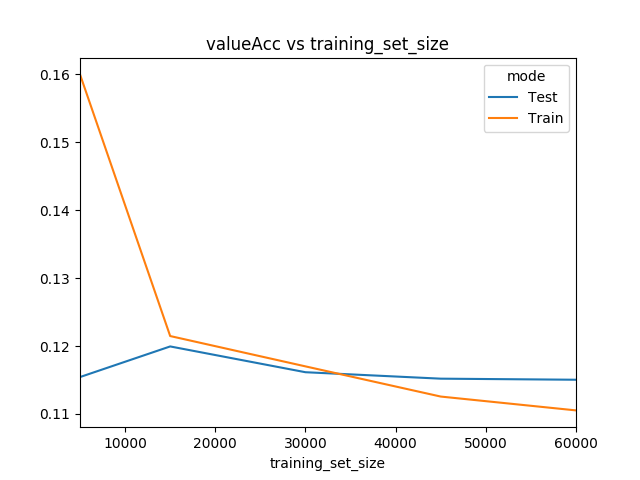 valueAcc vs training_set_size
mode
Test
Train
0.16
0.15
0.14
0.13
0.12
0.11
10000 20000 30000 40000 50000 60000
training_set_size